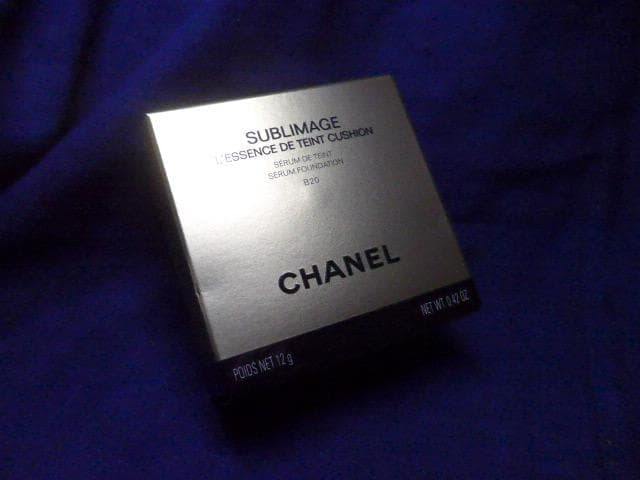 SUBLIMAGE
L'ESSENCE DE TEINT CUSHION
SÉRUM DE TEINT
SERUM FOUNDATION
B20
CHANEL
POIDS NET 12 g
NET WT. 0.42 OZ